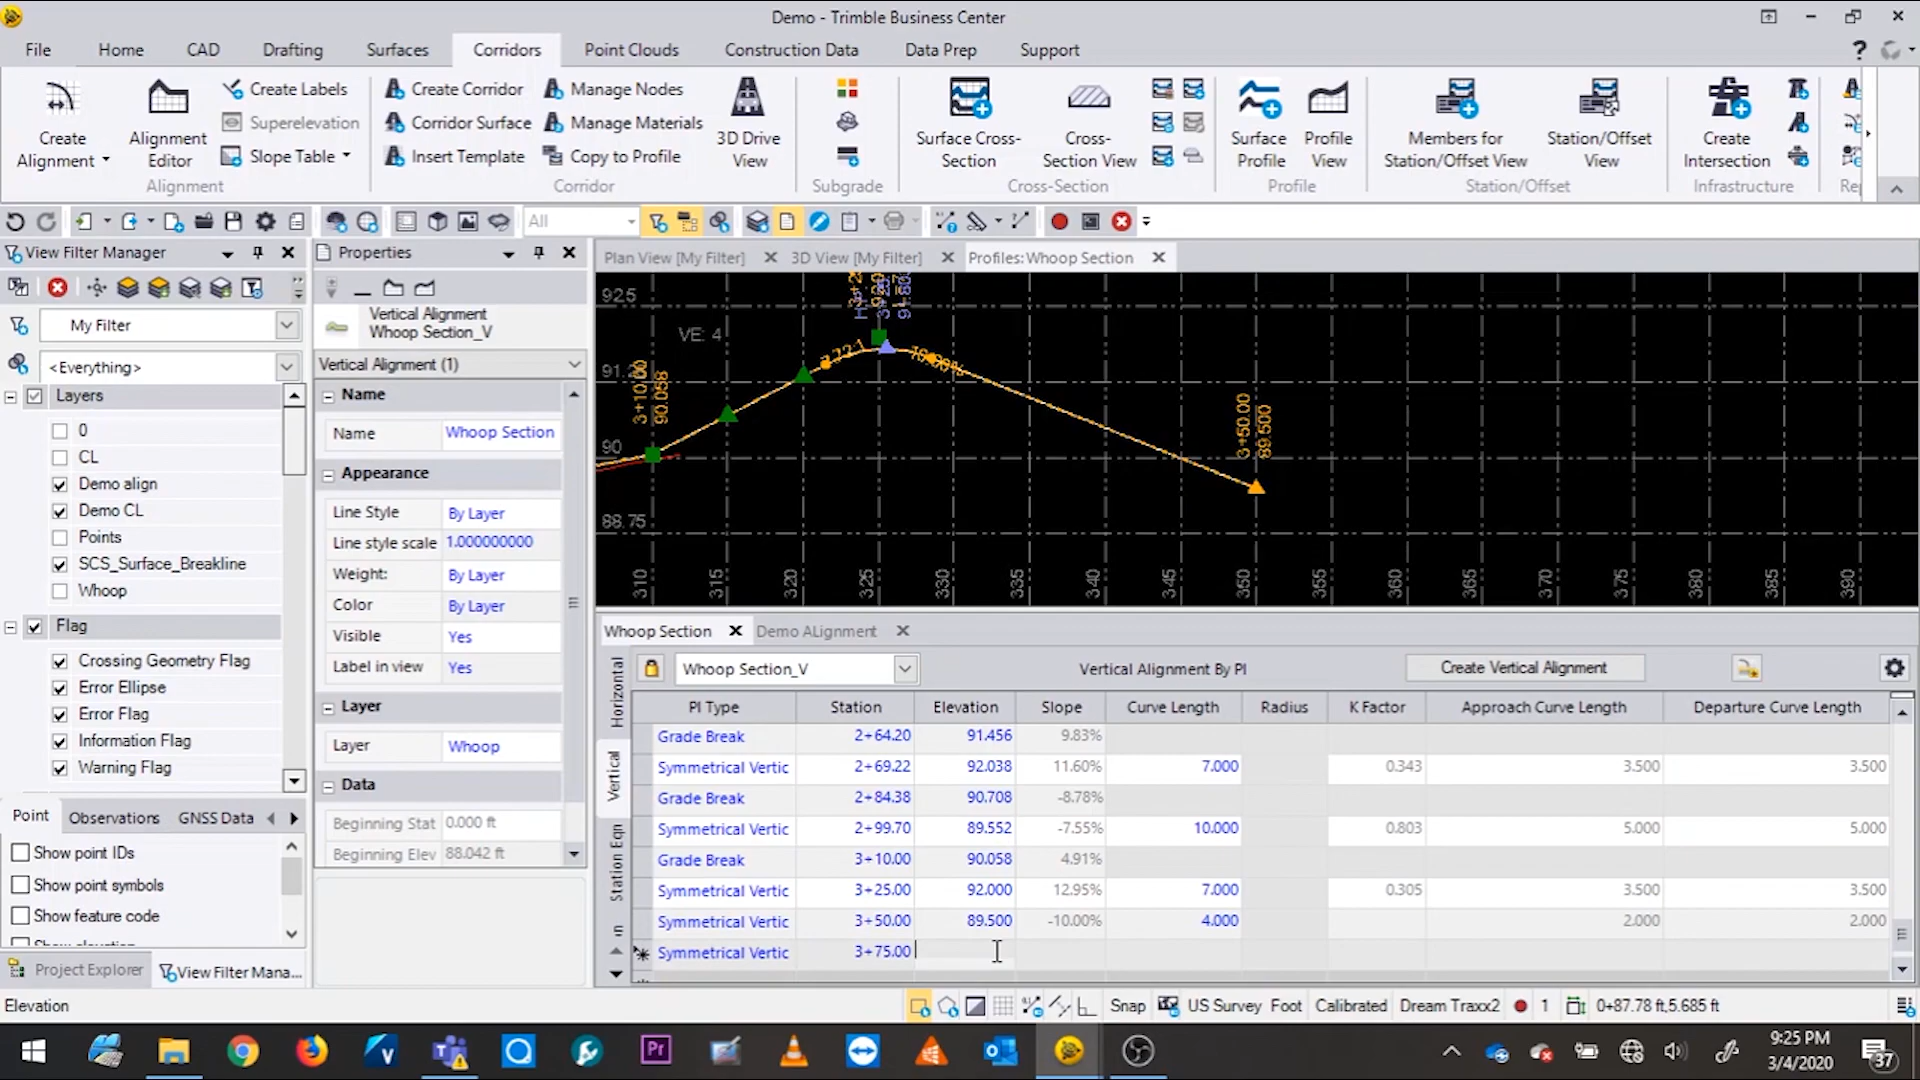 Demo - Trimble Business Center
File Home CAD Drafting Surfaces Corridors Point Clouds Construction Data Data Prep Support
Create Alignment
Alignment Editor
Create Labels
Superelevation
Slope Table
Alignment
Create Corridor
Corridor Surface
Insert Template
Manage Nodes
Manage Materials
Copy to Profile
3D Drive View
Corridor
Subgrade
Surface Cross-Section
Cross-Section View
Cross-Section
Surface Profile
Profile View
Profile
Members for Station/Offset View
Station/Offset View
Station/Offset
Create Intersection
Infrastructure
All
View Filter Manager
My Filter
<Everything>
Layers
0
CL
Demo align
Demo CL
Points
SCS_Surface_Breakline
Whoop
Flag
Crossing Geometry Flag
Error Ellipse
Error Flag
Information Flag
Warning Flag
Point Observations GNSS Data
Show point IDs
Show point symbols
Show feature code
Project Explorer View Filter Mana...
Properties
Vertical Alignment
Whoop Section_V
Vertical Alignment (1)
Name
Name Whoop Section
Appearance
Line Style By Layer
Line style scale 1.000000000
Weight: By Layer
Color By Layer
Visible Yes
Label in view Yes
Layer
Layer Whoop
Data
Beginning Stat 0.000 ft
Beginning Elev 88.042 ft
Plan View [My Filter] 3D View [My Filter] Profiles: Whoop Section
92.5
VE: 4
90
88.75
3+10.00
90.058
3+50.00
89.500
310 315 320 325 330 335 340 345 350 355 360 365 370 375 380 385 390
Whoop Section Demo ALignment
Horizontal
Vertical
Station Eqn
Whoop Section_V Vertical Alignment By PI Create Vertical Alignment
PI Type Station Elevation Slope Curve Length Radius K Factor Approach Curve Length Departure Curve Length
Grade Break 2+64.20 91.456 9.83%
Symmetrical Vertic 2+69.22 92.038 11.60% 7.000 0.343 3.500 3.500
Grade Break 2+84.38 90.708 -8.78%
Symmetrical Vertic 2+99.70 89.552 -7.55% 10.000 0.803 5.000 5.000
Grade Break 3+10.00 90.058 4.91%
Symmetrical Vertic 3+25.00 92.000 12.95% 7.000 0.305 3.500 3.500
Symmetrical Vertic 3+50.00 89.500 -10.00% 4.000 2.000 2.000
Symmetrical Vertic 3+75.00
Elevation
Snap US Survey Foot Calibrated Dream Traxx2 1 0+87.78 ft,5.685 ft
Pr
9:25 PM
3/4/2020
37